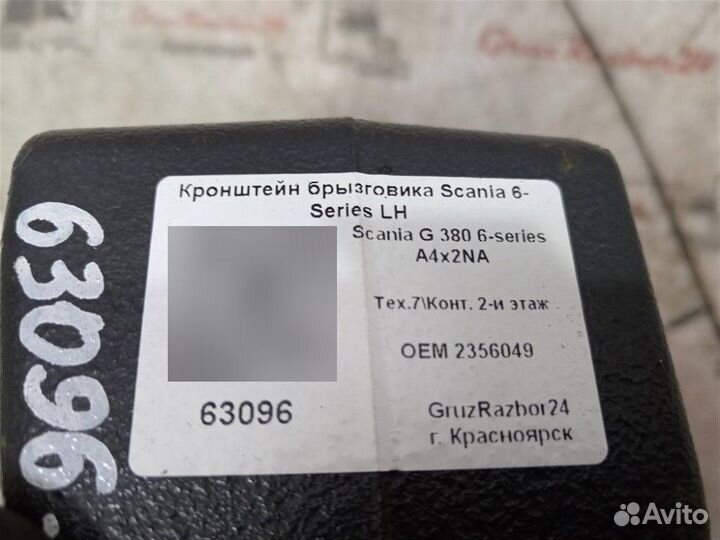 GruzRazbor24
63096
Кронштейн брызговика Scania 6-
Series LH
Scania G 380 6-series
A4x2NA
Тех.7\Конт. 2-й этаж
OEM 2356049
63096
GruzRazbor24
г. Красноярск
Avito